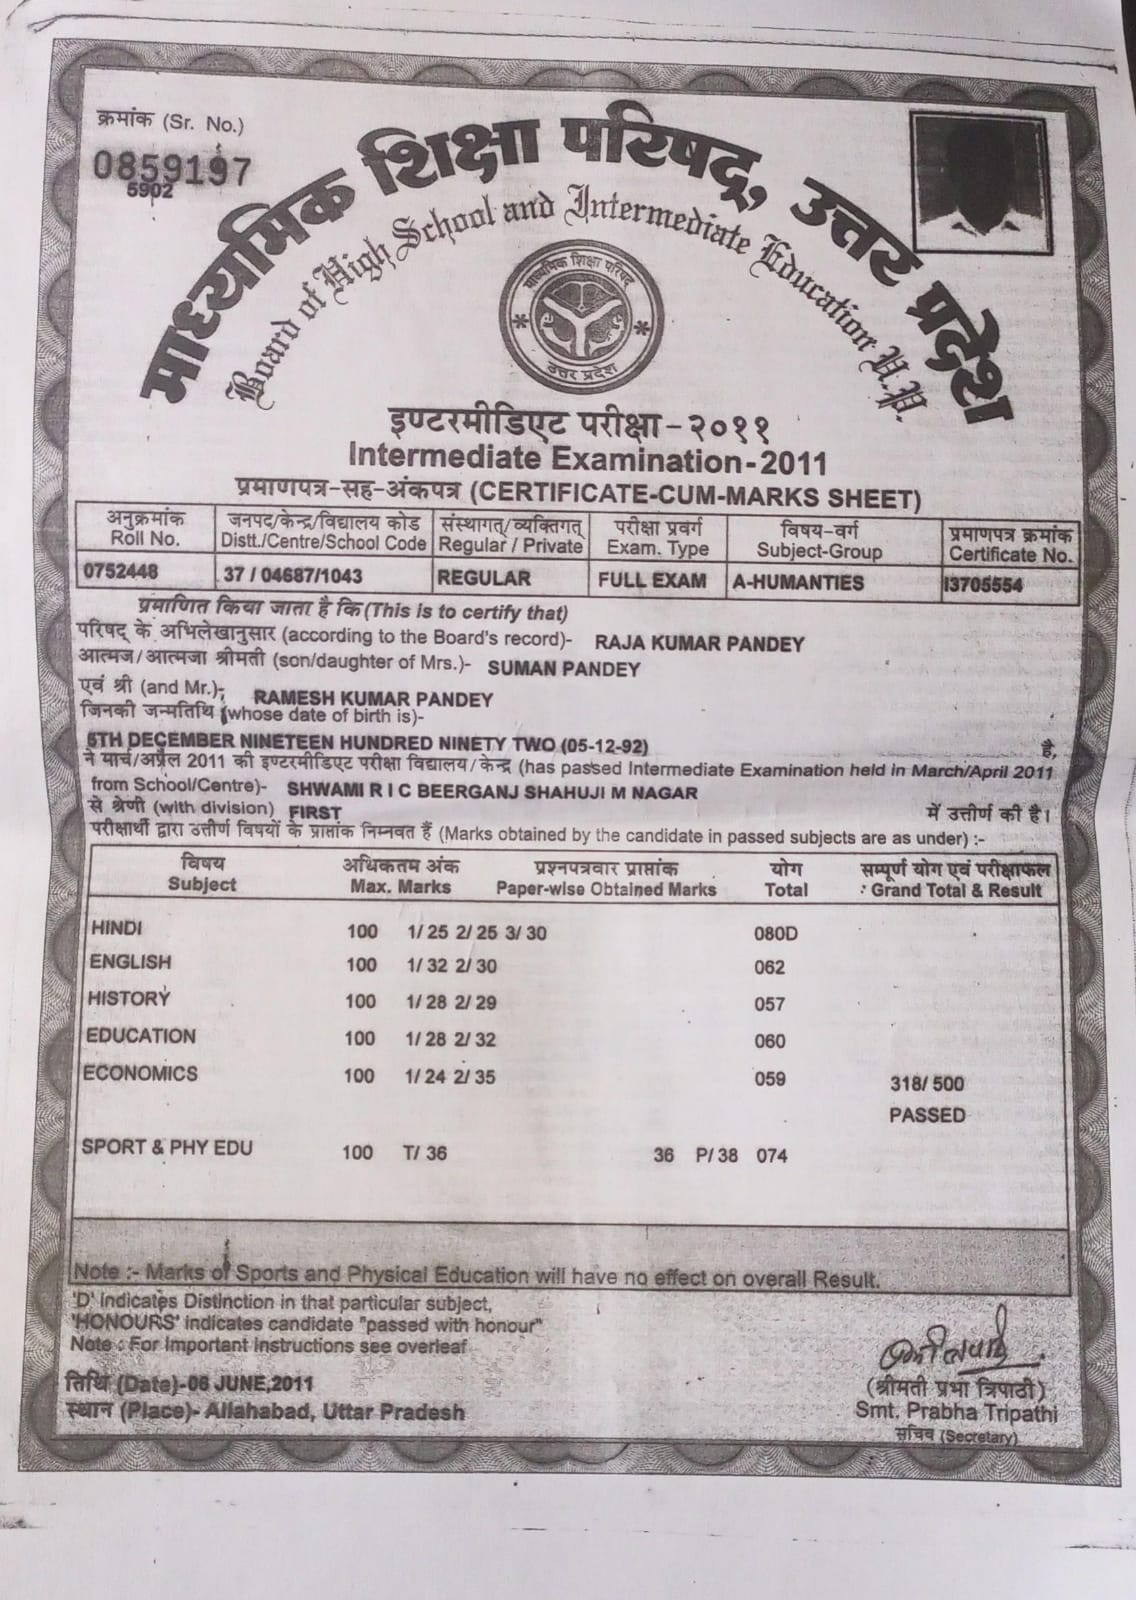 क्रमांक (Sr. No.)
0859197
5902
माध्यमिक शिक्षा परिषद्, उत्तर प्रदेश
Board of High School and Intermediate Education U.P.
माध्यमिक शिक्षा परिषद
उत्तर प्रदेश
इण्टरमीडिएट परीक्षा-२०११
Intermediate Examination-2011
प्रमाणपत्र-सह-अंकपत्र (CERTIFICATE-CUM-MARKS SHEET)
अनुक्रमांक जनपद/केन्द्र/विद्यालय कोड संस्थागत्/व्यक्तिगत् परीक्षा प्रवर्ग विषय-वर्ग प्रमाणपत्र क्रमांक
Roll No. Distt./Centre/School Code Regular / Private Exam. Type Subject-Group Certificate No.
0752448 37 / 04687/1043 REGULAR FULL EXAM A-HUMANTIES I3705554
प्रमाणित किया जाता है कि (This is to certify that)
परिषद् के अभिलेखानुसार (according to the Board's record)- RAJA KUMAR PANDEY
आत्मज/आत्मजा श्रीमती (son/daughter of Mrs.)- SUMAN PANDEY
एवं श्री (and Mr.)- RAMESH KUMAR PANDEY
जिनकी जन्मतिथि (whose date of birth is)-
5TH DECEMBER NINETEEN HUNDRED NINETY TWO (05-12-92) है,
ने मार्च/अप्रैल 2011 की इण्टरमीडिएट परीक्षा विद्यालय/केन्द्र (has passed Intermediate Examination held in March/April 2011
from School/Centre)- SHWAMI R I C BEERGANJ SHAHUJI M NAGAR
से श्रेणी (with division) FIRST में उत्तीर्ण की है।
परीक्षार्थी द्वारा उत्तीर्ण विषयों के प्राप्तांक निम्नवत हैं (Marks obtained by the candidate in passed subjects are as under) :-
विषय अधिकतम अंक प्रश्नपत्रवार प्राप्तांक योग सम्पूर्ण योग एवं परीक्षाफल
Subject Max. Marks Paper-wise Obtained Marks Total Grand Total & Result
HINDI 100 1/ 25 2/ 25 3/ 30 080D
ENGLISH 100 1/ 32 2/ 30 062
HISTORY 100 1/ 28 2/ 29 057
EDUCATION 100 1/ 28 2/ 32 060
ECONOMICS 100 1/ 24 2/ 35 059 318/ 500
PASSED
SPORT & PHY EDU 100 T/ 36 36 P/ 38 074
Note :- Marks of Sports and Physical Education will have no effect on overall Result.
'D' Indicates Distinction in that particular subject,
'HONOURS' indicates candidate "passed with honour"
Note : For Important Instructions see overleaf
तिथि (Date)-06 JUNE,2011
स्थान (Place)- Allahabad, Uttar Pradesh
(श्रीमती प्रभा त्रिपाठी)
Smt. Prabha Tripathi
सचिव (Secretary)